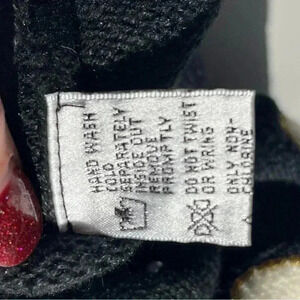 HAND WASH
COLD
SEPARATELY
INSIDE OUT
REMOVE
PROMPTLY
DO NOT TWIST
OR WRING
ONLY NON-
CHLORINE